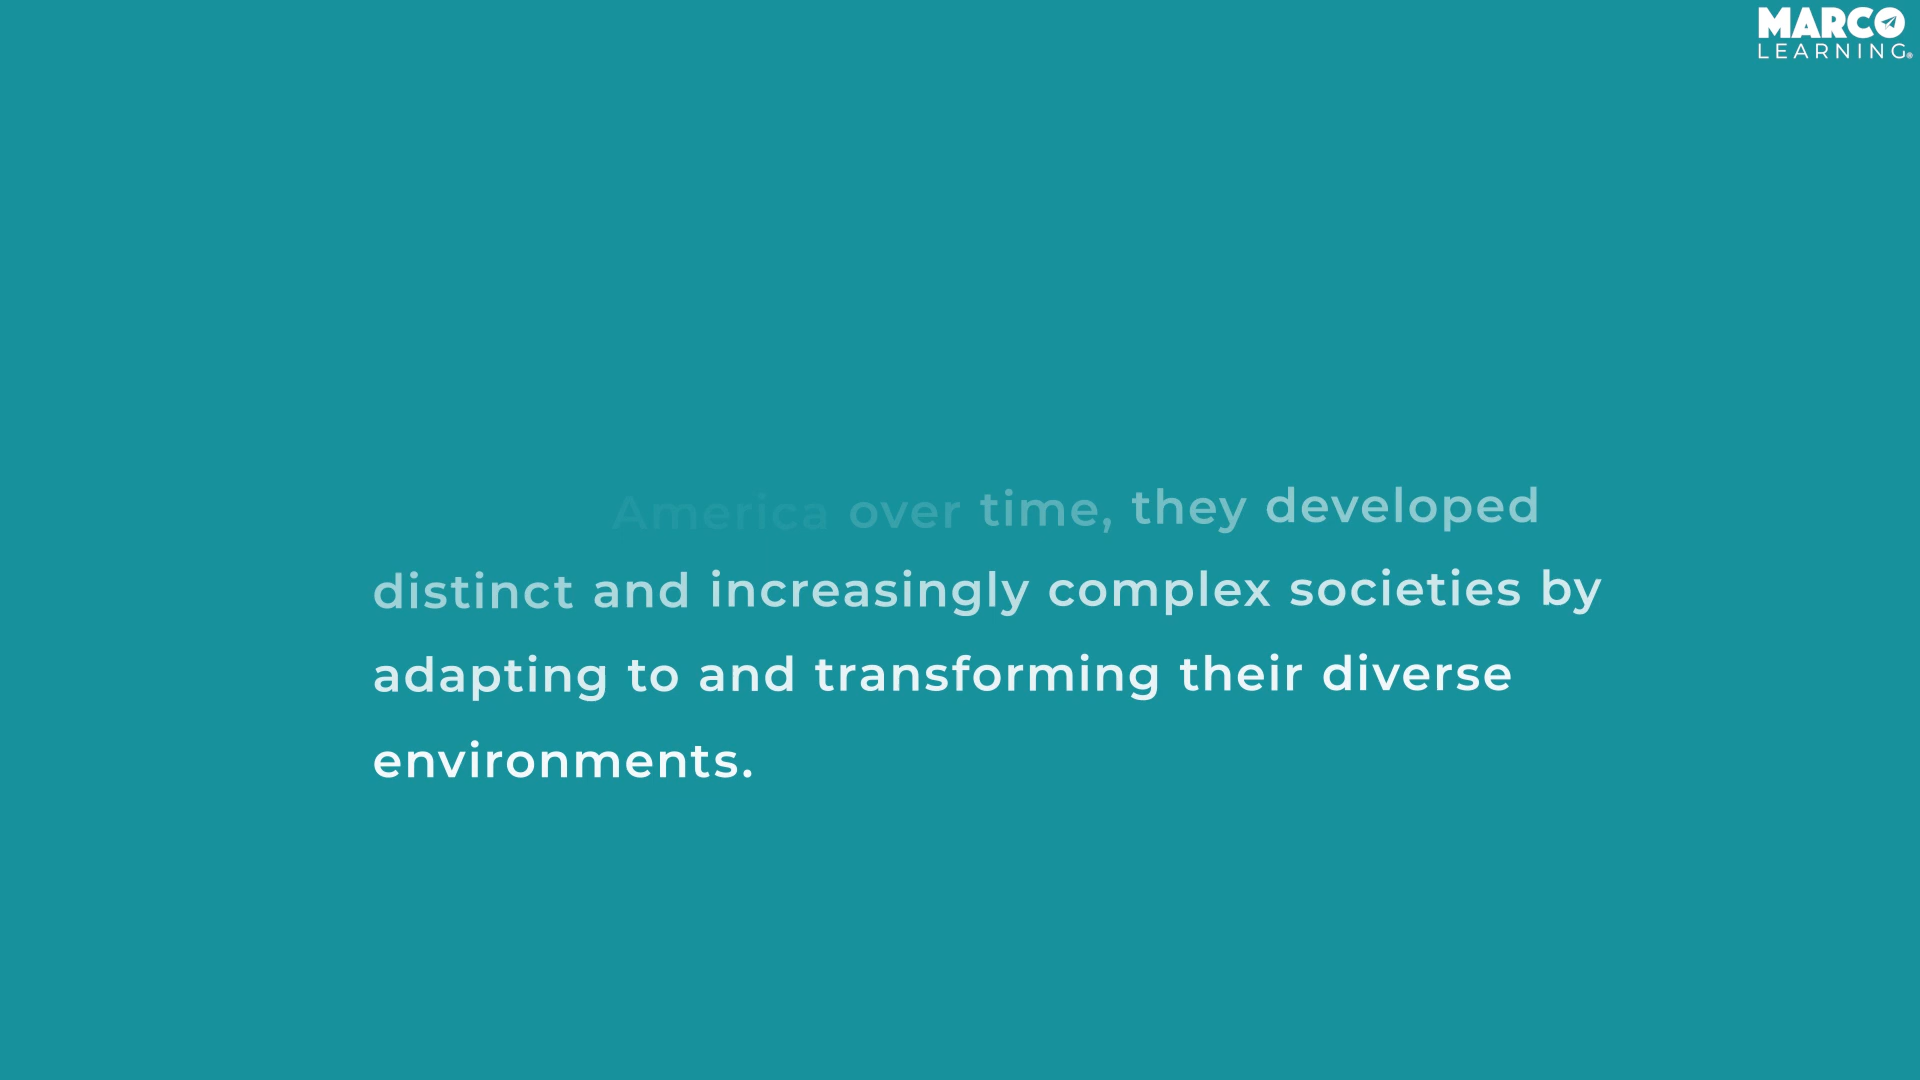 MARCO
LEARNING®
America over time, they developed
distinct and increasingly complex societies by
adapting to and transforming their diverse
environments.